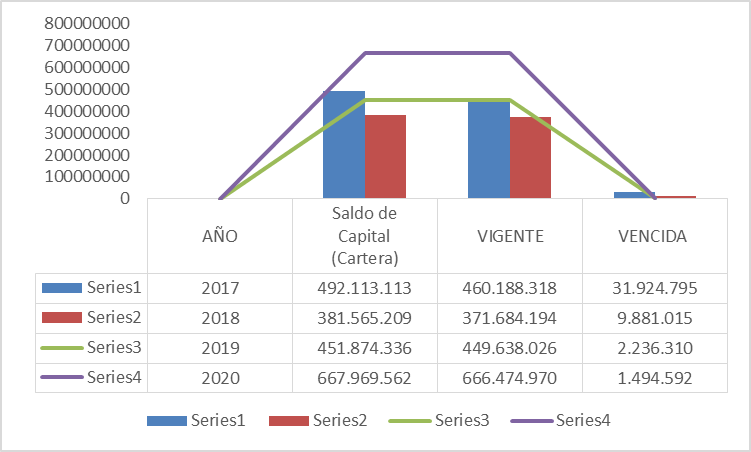 800000000
700000000
600000000
500000000
400000000
300000000
200000000
100000000
0
AÑO
Saldo de
Capital
(Cartera)
VIGENTE
VENCIDA
Series1 2017 492.113.113 460.188.318 31.924.795
Series2 2018 381.565.209 371.684.194 9.881.015
Series3 2019 451.874.336 449.638.026 2.236.310
Series4 2020 667.969.562 666.474.970 1.494.592
Series1 Series2 Series3 Series4